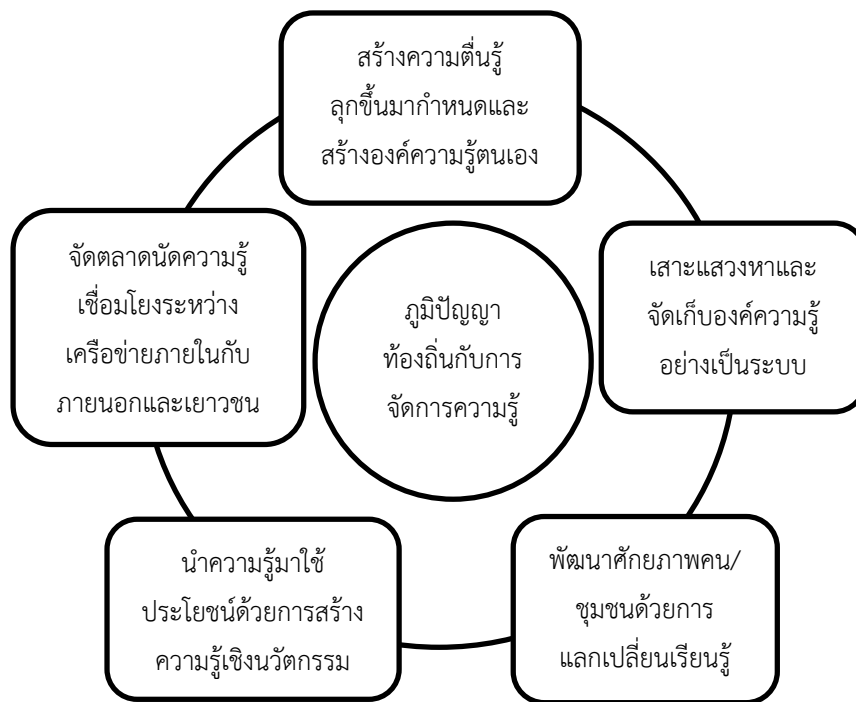 สร้างความตื่นรู้
ลุกขึ้นมากำหนดและ
สร้างองค์ความรู้ตนเอง
เสาะแสวงหาและ
จัดเก็บองค์ความรู้
อย่างเป็นระบบ
พัฒนาศักยภาพคน/
ชุมชนด้วยการ
แลกเปลี่ยนเรียนรู้
นำความรู้มาใช้
ประโยชน์ด้วยการสร้าง
ความรู้เชิงนวัตกรรม
จัดตลาดนัดความรู้
เชื่อมโยงระหว่าง
เครือข่ายภายในกับ
ภายนอกและเยาวชน
ภูมิปัญญา
ท้องถิ่นกับการ
จัดการความรู้